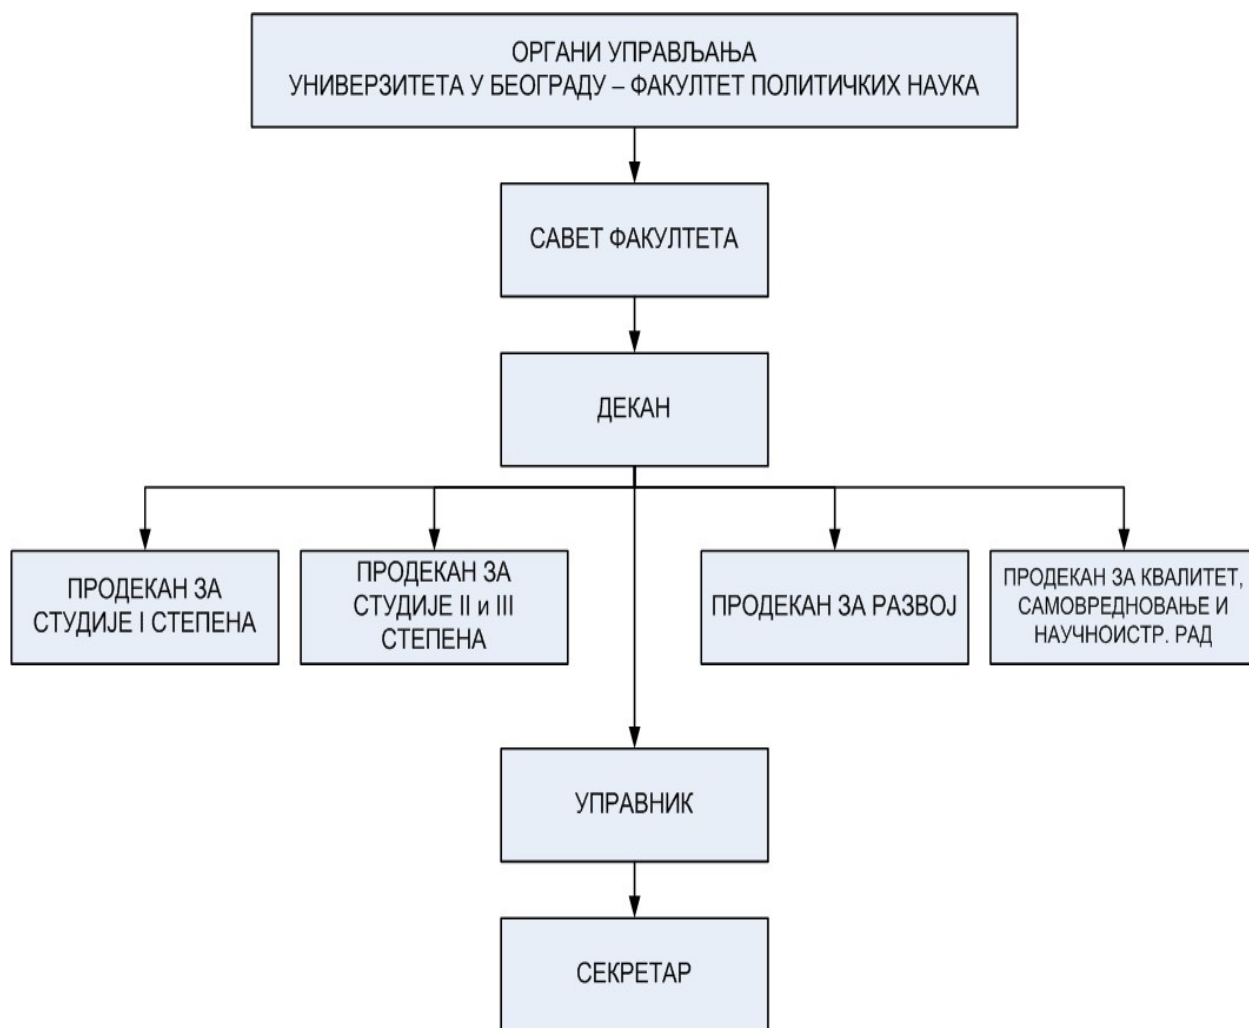 ОРГАНИ УПРАВЉАЊА
УНИВЕРЗИТЕТА У БЕОГРАДУ – ФАКУЛТЕТ ПОЛИТИЧКИХ НАУКА
САВЕТ ФАКУЛТЕТА
ДЕКАН
ПРОДЕКАН ЗА
СТУДИЈЕ I СТЕПЕНА
ПРОДЕКАН ЗА
СТУДИЈЕ II и III
СТЕПЕНА
ПРОДЕКАН ЗА РАЗВОЈ
ПРОДЕКАН ЗА КВАЛИТЕТ,
САМОВРЕДНОВАЊЕ И
НАУЧНОИСТР. РАД
УПРАВНИК
СЕКРЕТАР